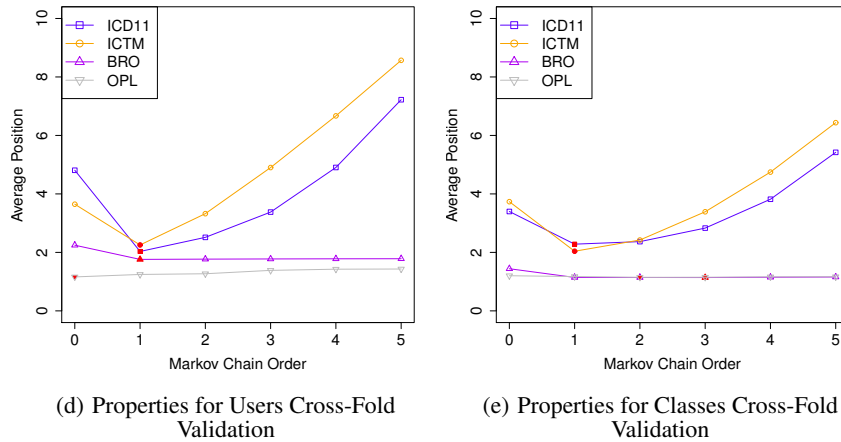 ICD11
ICTM
BRO
OPL
Average Position
0 2 4 6 8 10
0 1 2 3 4 5
Markov Chain Order
(d) Properties for Users Cross-Fold
Validation
ICD11
ICTM
BRO
OPL
Average Position
0 2 4 6 8 10
0 1 2 3 4 5
Markov Chain Order
(e) Properties for Classes Cross-Fold
Validation